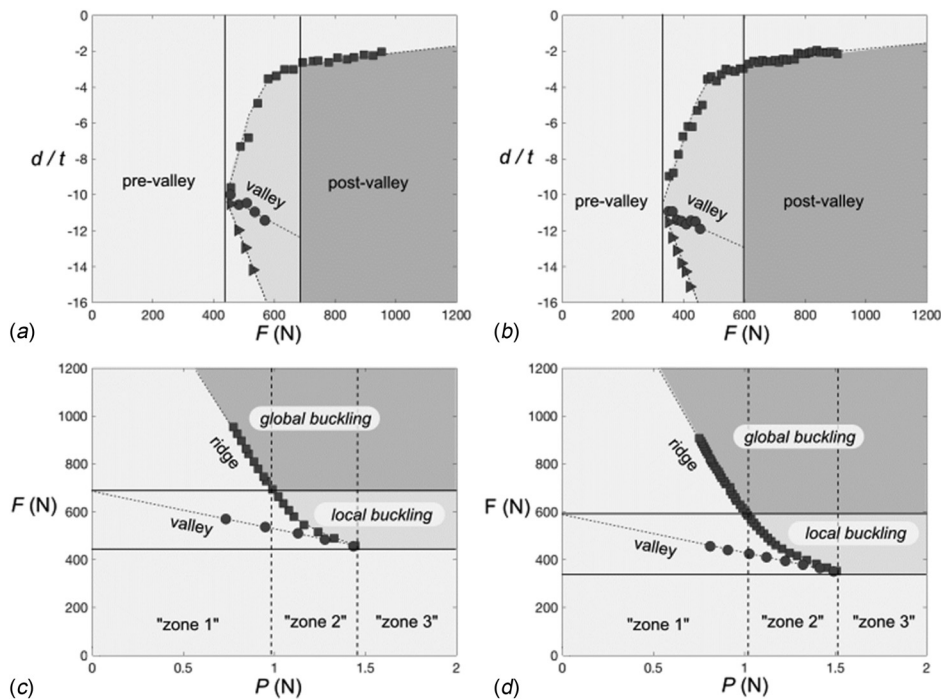 0
-2
-4
-6
d / t
-8
-10
-12
-14
-16
pre-valley
valley
post-valley
0 200 400 600 800 1000 1200
(a) F (N)
0
-2
-4
-6
d / t
-8
-10
-12
-14
-16
pre-valley
valley
post-valley
0 200 400 600 800 1000 1200
(b) F (N)
1200
1000
800
F (N)
600
400
200
0
global buckling
ridge
local buckling
valley
"zone 1" "zone 2" "zone 3"
0 0.5 1 1.5 2
(c) P (N)
1200
1000
800
F (N)
600
400
200
0
global buckling
ridge
local buckling
valley
"zone 1" "zone 2" "zone 3"
0 0.5 1 1.5 2
(d) P (N)